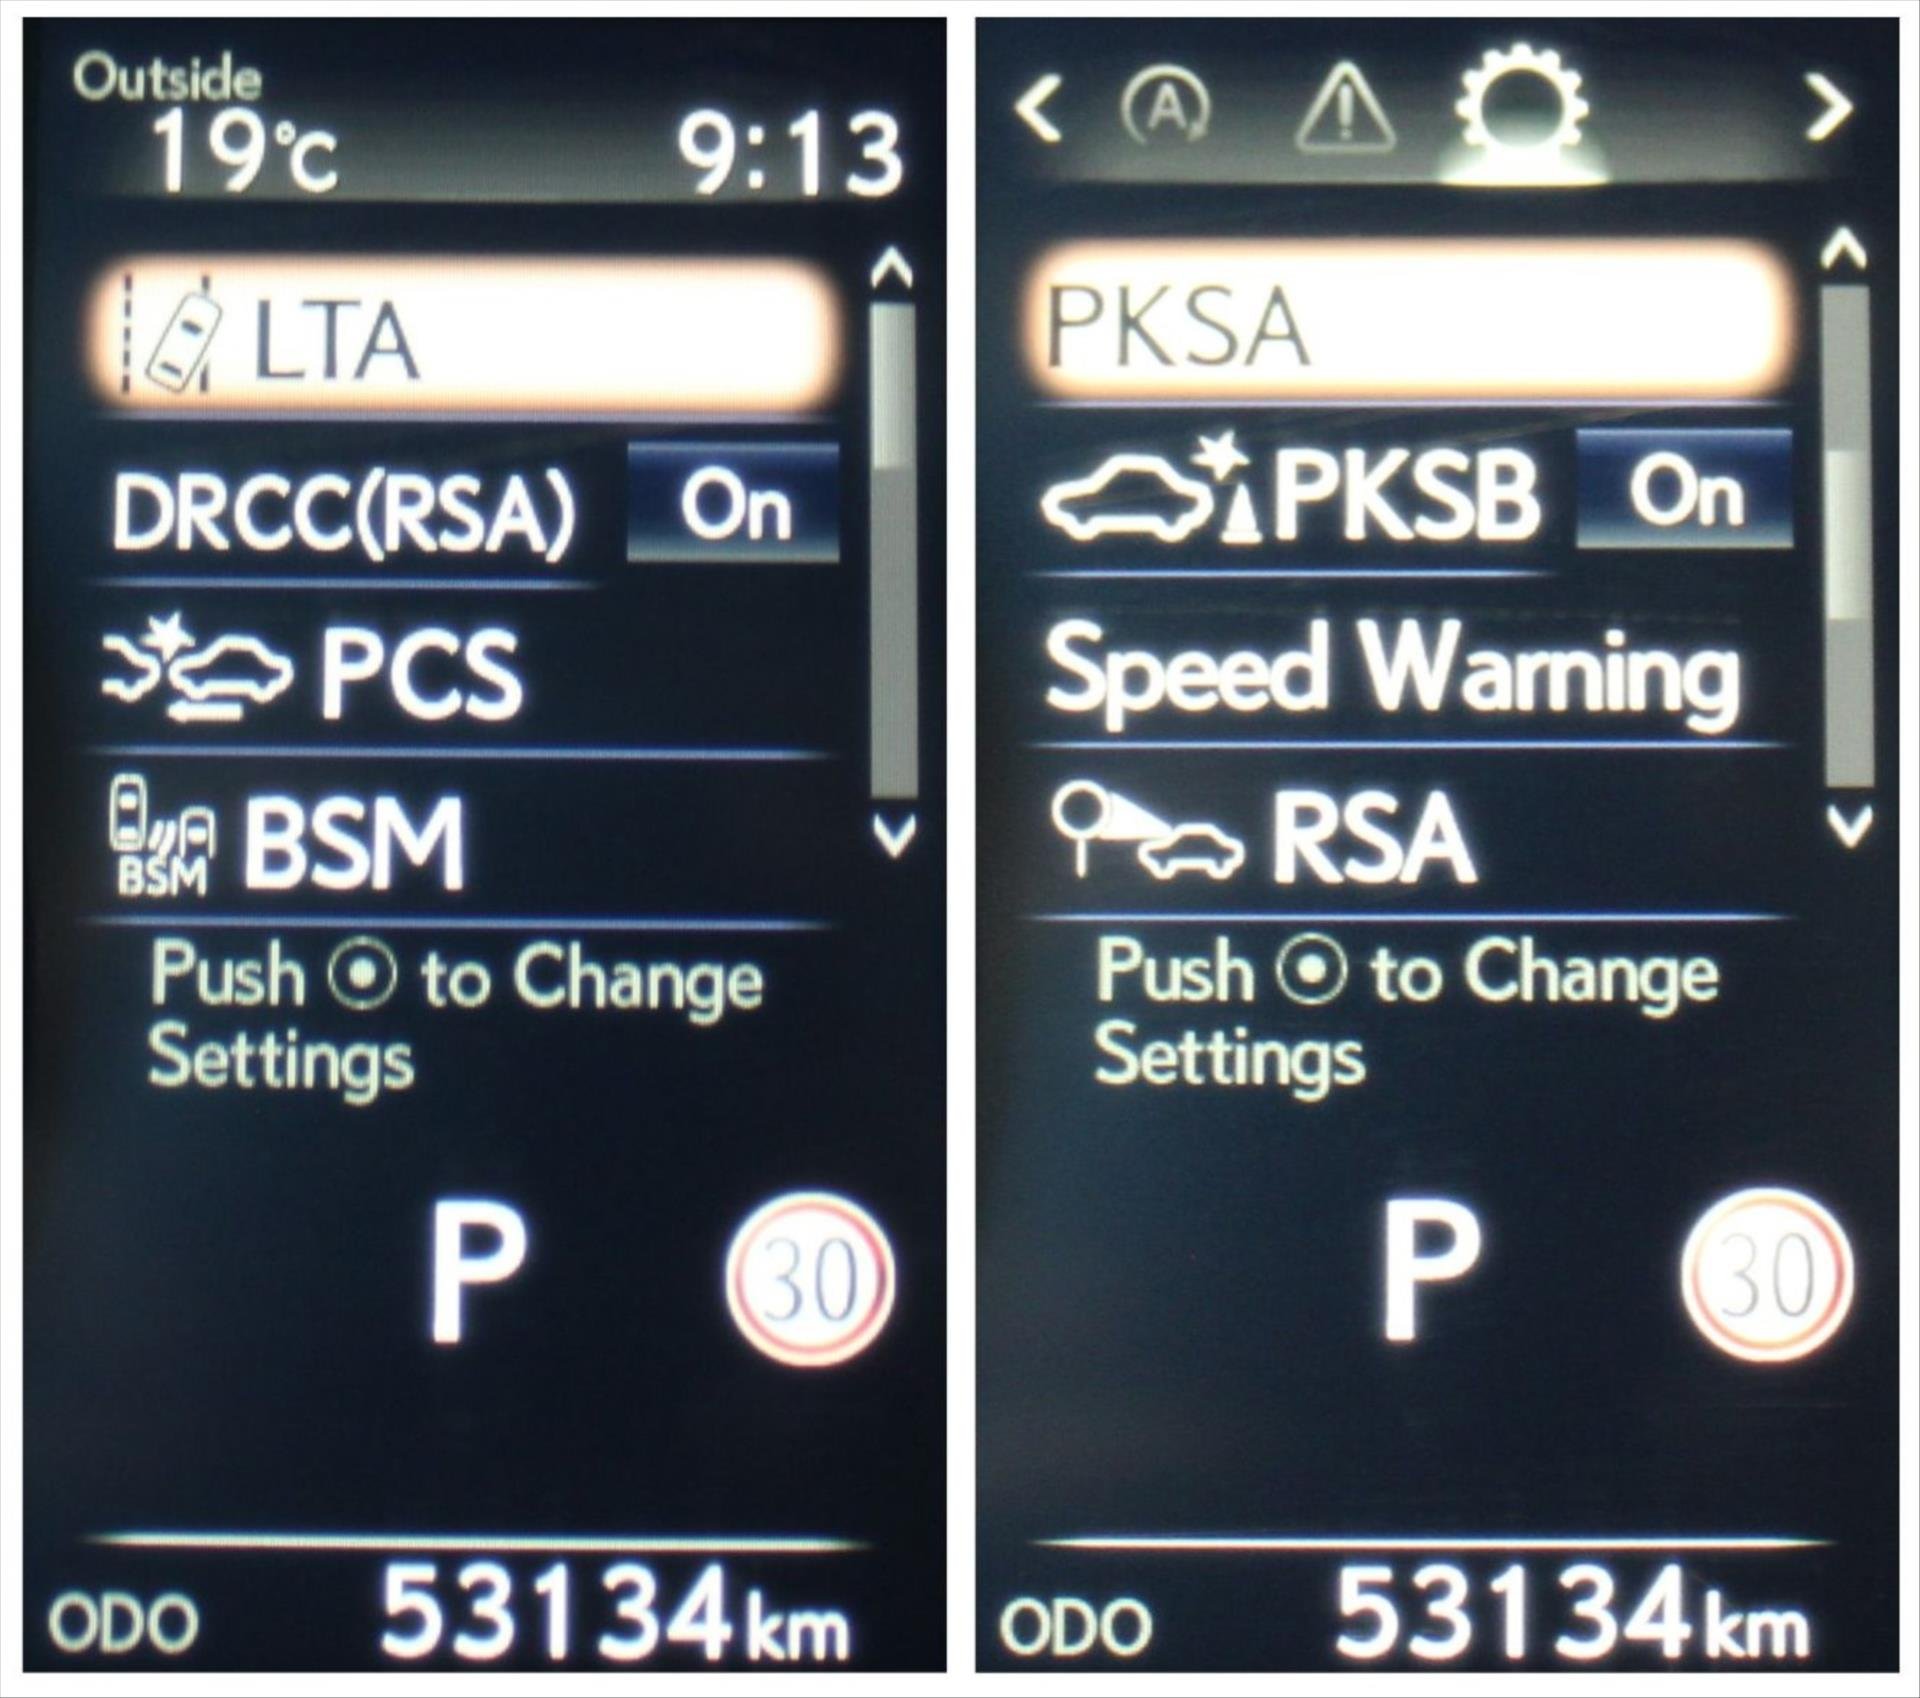 Outside
19°C 9:13
LTA
DRCC(RSA) On
PCS
BSM BSM
Push to Change
Settings
P 30
ODO 53134km
A
PKSA
PKSB On
Speed Warning
RSA
Push to Change
Settings
P 30
ODO 53134km